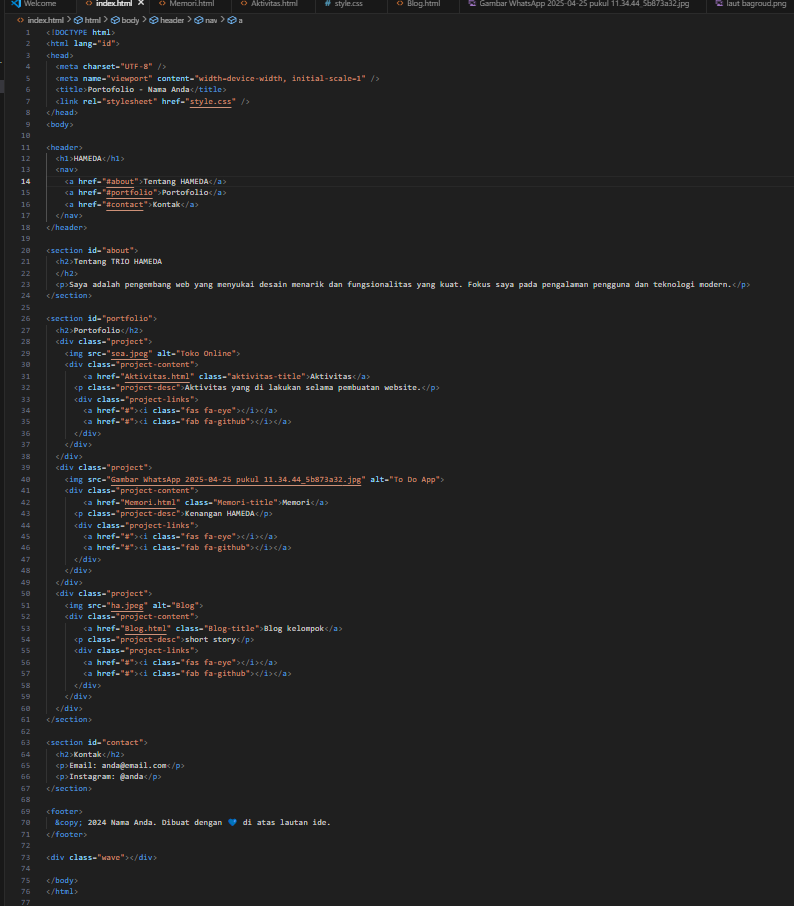 Welcome index.html Memori.html Aktivitas.html # style.css Blog.html Gambar WhatsApp 2025-04-25 pukul 11.34.44_5b873a32.jpg laut bagroud.png
index.html > html > body > header > nav > a
1 <!DOCTYPE html>
2 <html lang="id">
3 <head>
4 <meta charset="UTF-8" />
5 <meta name="viewport" content="width=device-width, initial-scale=1" />
6 <title>Portofolio - Nama Anda</title>
7 <link rel="stylesheet" href="style.css" />
8 </head>
9 <body>
10
11 <header>
12 <h1>HAMEDA</h1>
13 <nav>
14 <a href="#about">Tentang HAMEDA</a>
15 <a href="#portfolio">Portofolio</a>
16 <a href="#contact">Kontak</a>
17 </nav>
18 </header>
19
20 <section id="about">
21 <h2>Tentang TRIO HAMEDA
22 </h2>
23 <p>Saya adalah pengembang web yang menyukai desain menarik dan fungsionalitas yang kuat. Fokus saya pada pengalaman pengguna dan teknologi modern.</p>
24 </section>
25
26 <section id="portfolio">
27 <h2>Portofolio</h2>
28 <div class="project">
29 <img src="sea.jpeg" alt="Toko Online">
30 <div class="project-content">
31 <a href="Aktivitas.html" class="aktivitas-title">Aktivitas</a>
32 <p class="project-desc">Aktivitas yang di lakukan selama pembuatan website.</p>
33 <div class="project-links">
34 <a href="#"><i class="fas fa-eye"></i></a>
35 <a href="#"><i class="fab fa-github"></i></a>
36 </div>
37 </div>
38 </div>
39 <div class="project">
40 <img src="Gambar WhatsApp 2025-04-25 pukul 11.34.44_5b873a32.jpg" alt="To Do App">
41 <div class="project-content">
42 <a href="Memori.html" class="Memori-title">Memori</a>
43 <p class="project-desc">Kenangan HAMEDA</p>
44 <div class="project-links">
45 <a href="#"><i class="fas fa-eye"></i></a>
46 <a href="#"><i class="fab fa-github"></i></a>
47 </div>
48 </div>
49 </div>
50 <div class="project">
51 <img src="ha.jpeg" alt="Blog">
52 <div class="project-content">
53 <a href="Blog.html" class="Blog-title">Blog kelompok</a>
54 <p class="project-desc">short story</p>
55 <div class="project-links">
56 <a href="#"><i class="fas fa-eye"></i></a>
57 <a href="#"><i class="fab fa-github"></i></a>
58 </div>
59 </div>
60 </div>
61 </section>
62
63 <section id="contact">
64 <h2>Kontak</h2>
65 <p>Email: anda@email.com</p>
66 <p>Instagram: @anda</p>
67 </section>
68
69 <footer>
70 &copy; 2024 Nama Anda. Dibuat dengan 💙 di atas lautan ide.
71 </footer>
72
73 <div class="wave"></div>
74
75 </body>
76 </html>
77